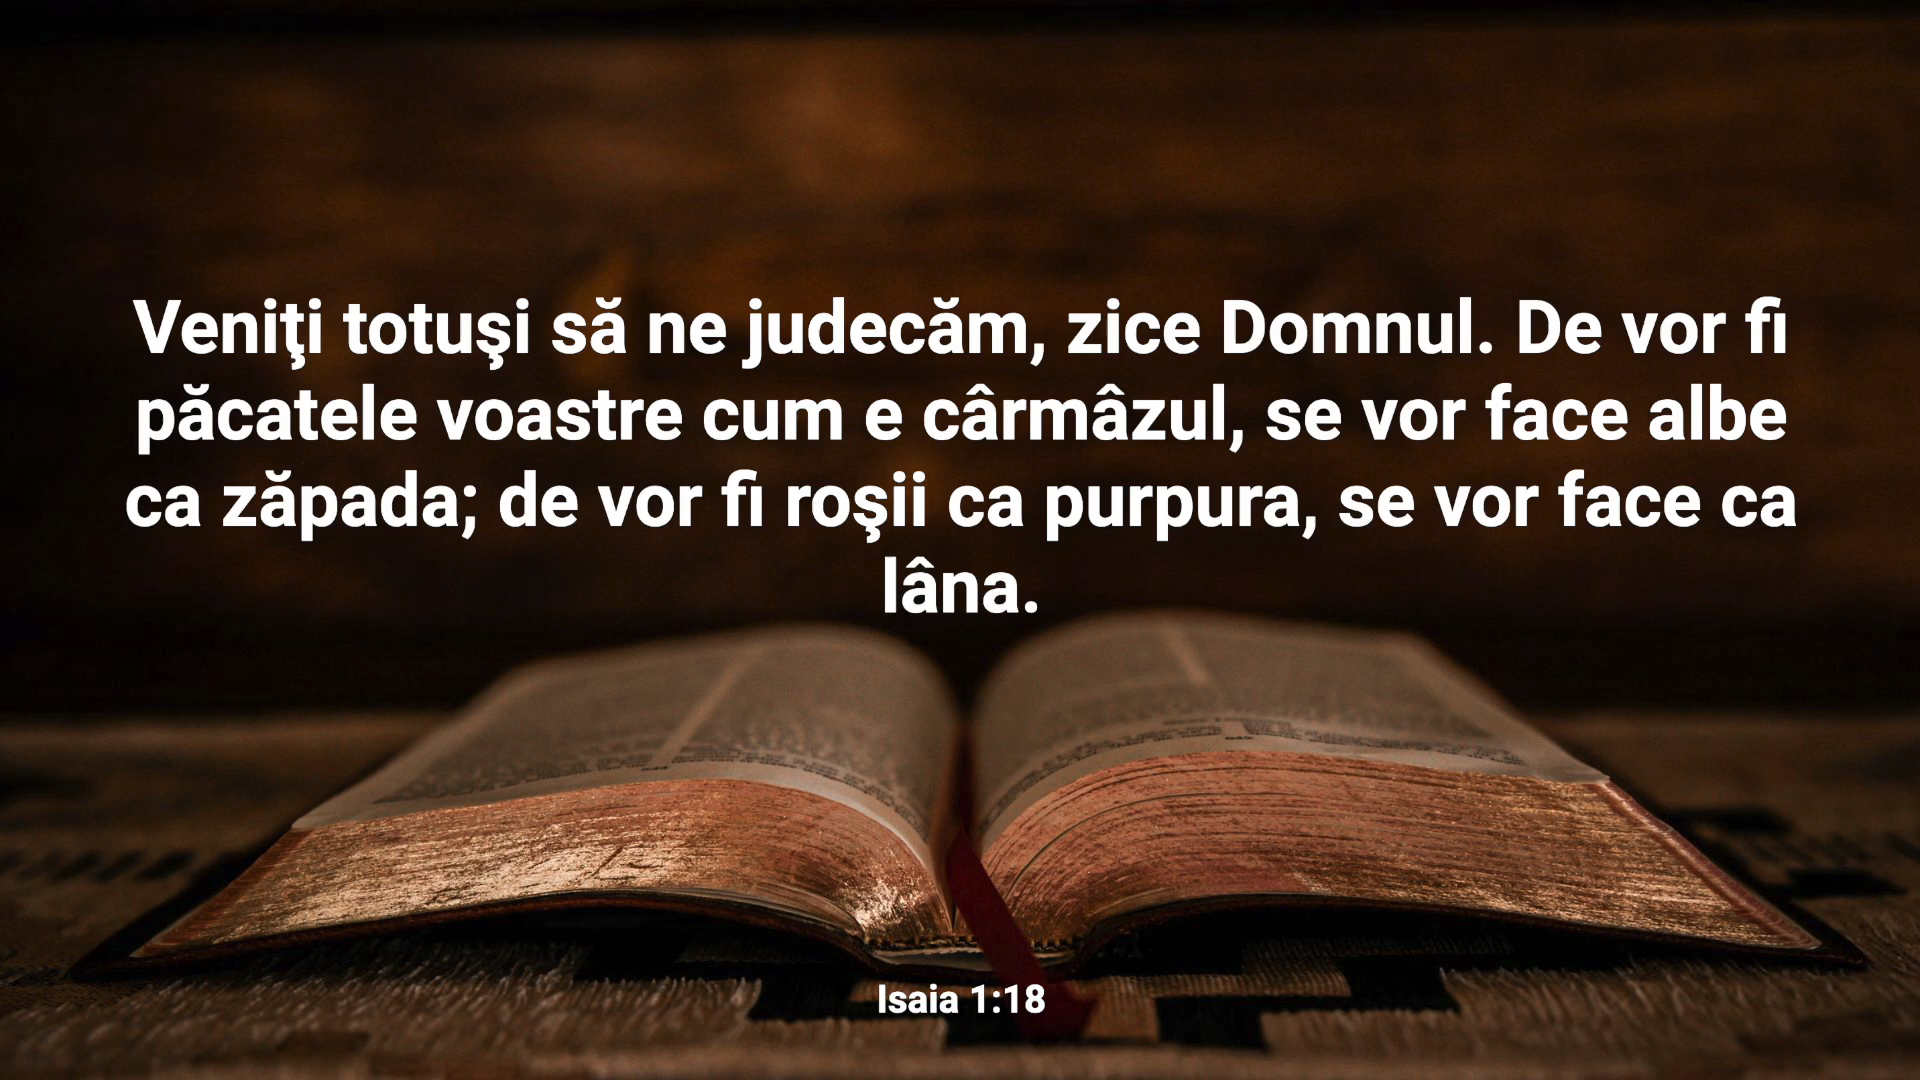 Veniţi totuşi să ne judecăm, zice Domnul. De vor fi
păcatele voastre cum e cârmâzul, se vor face albe
ca zăpada; de vor fi roşii ca purpura, se vor face ca
lâna.
Isaia 1:18